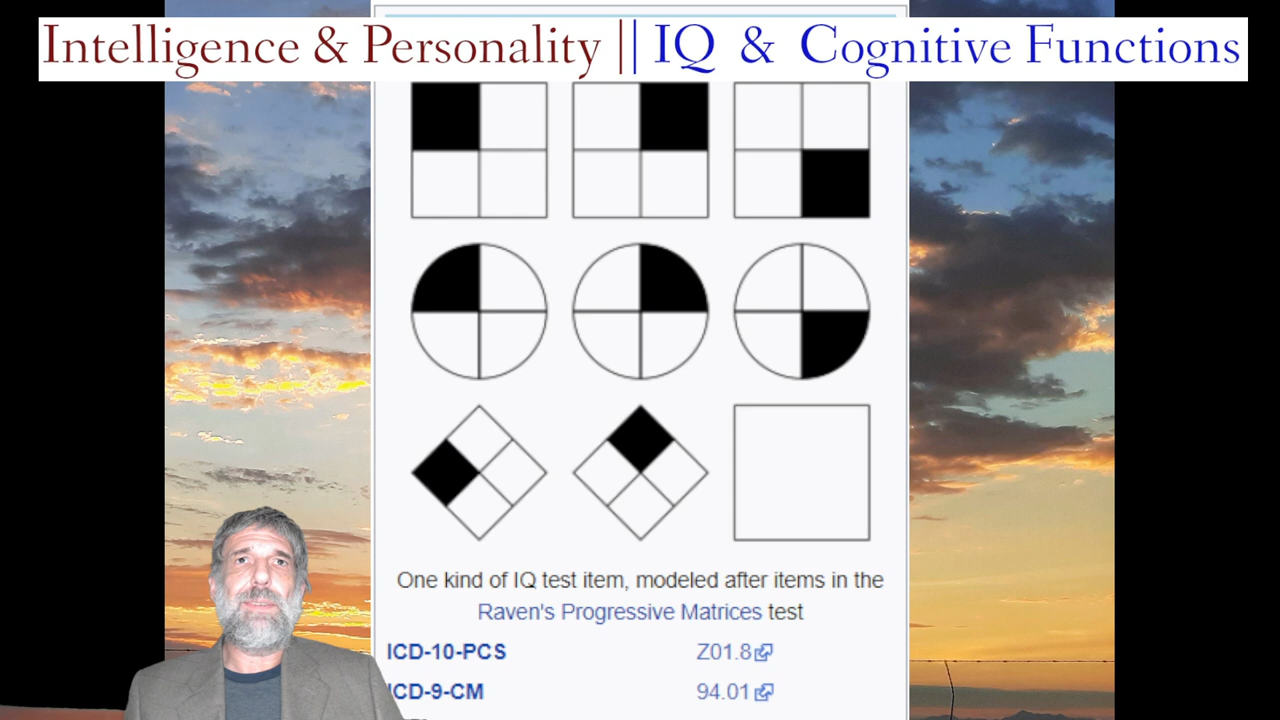 Intelligence & Personality || IQ & Cognitive Functions
One kind of IQ test item, modeled after items in the
Raven's Progressive Matrices test
ICD-10-PCS Z01.8
CD-9-CM 94.01